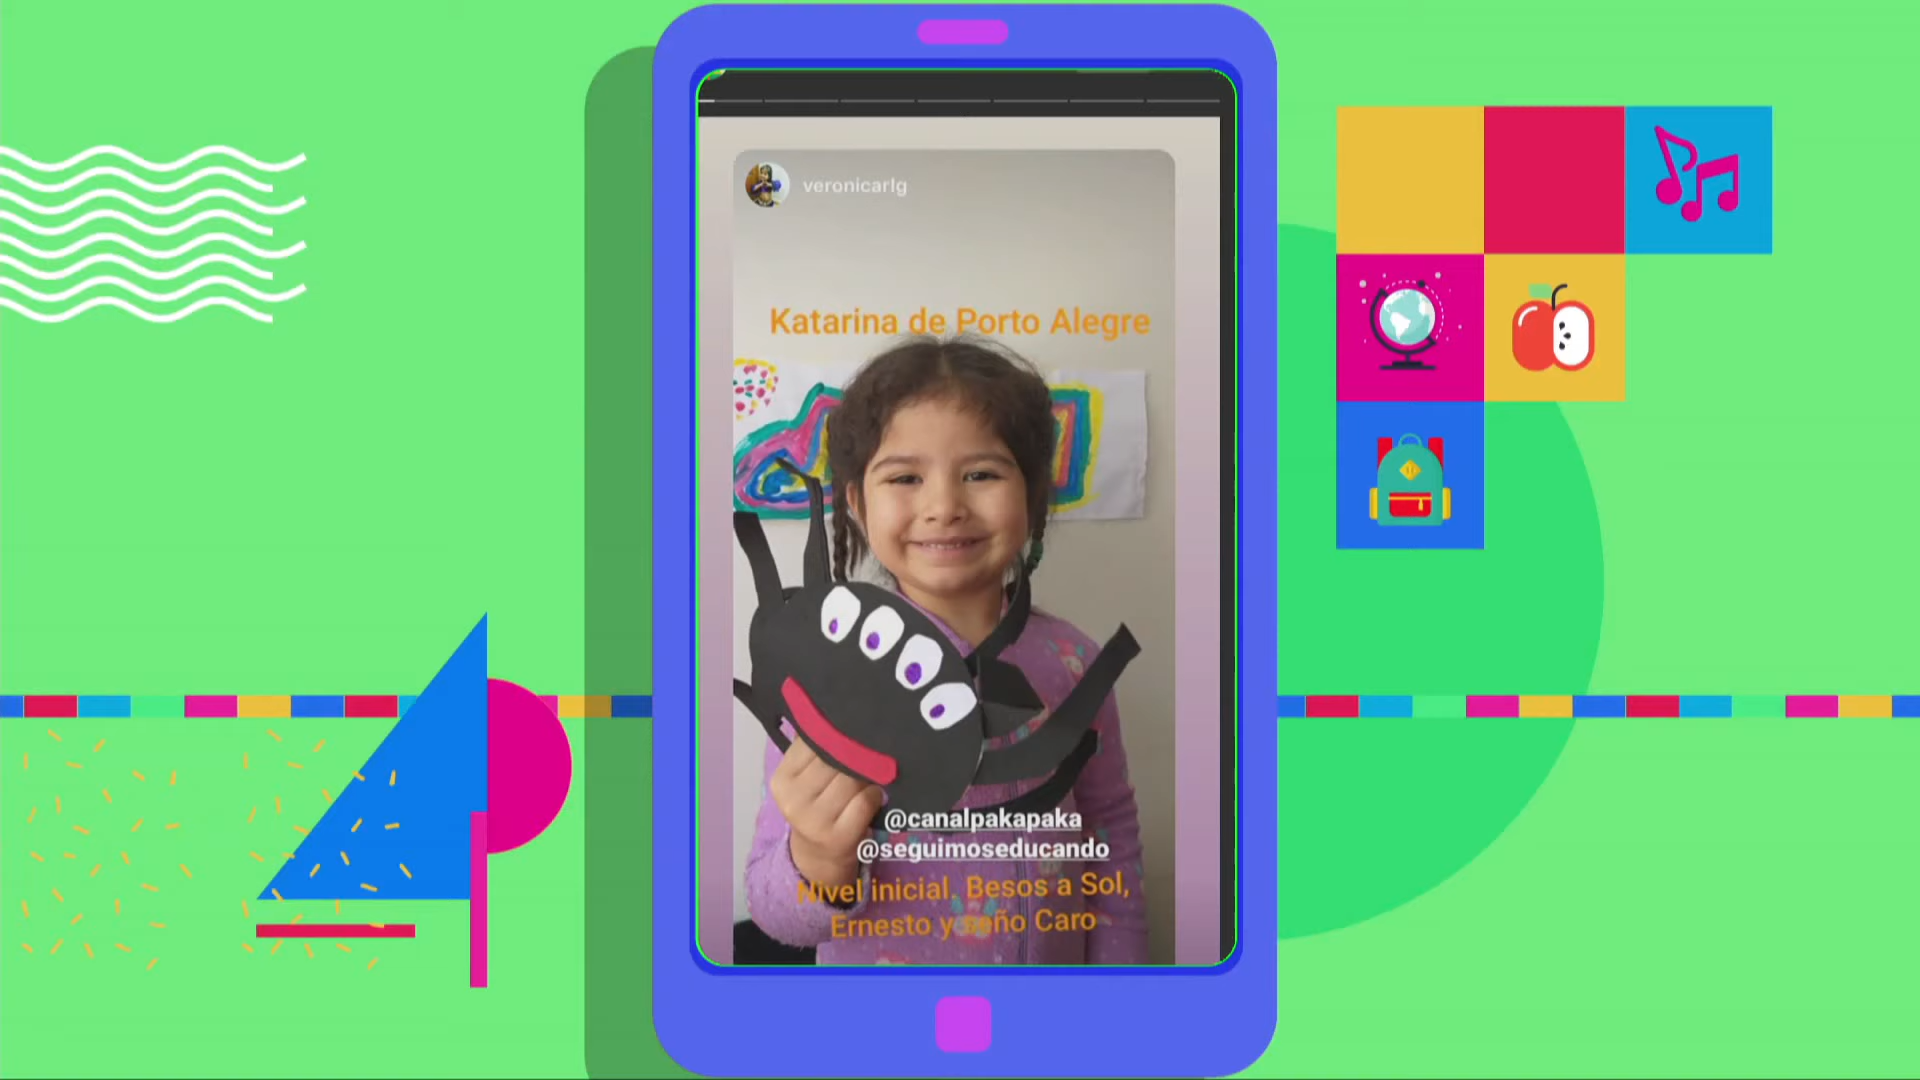 veronicarlg
Katarina de Porto Alegre
@canalpakapaka
@seguimoseducando
Nivel inicial. Besos a Sol,
Ernesto y seño Caro